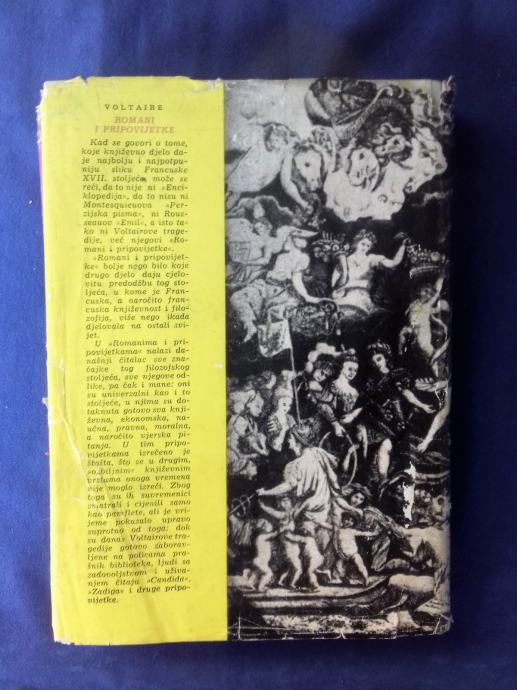 VOLTAIRE
ROMANI
I PRIPOVIJETKE
Kad se govori o tome,
koje književno djelo da-
je najbolju i najpotpu-
niju sliku Francuske
XVII. stoljeća, može se
reći, da to nije ni »Enci-
klopedija«, da to nisu ni
Montesquieuova »Per-
zijska pisma«, ni Rous-
seauov »Emil«, a isto ta-
ko ni Voltairove trage-
dije, već njegovi »Ro-
mani i pripovijetke«.
»Romani i pripovijet-
ke« bolje nego bilo koje
drugo djelo daju cjelo-
vitu predodžbu tog sto-
ljeća, u kome je Fran-
cuska, a naročito fran-
cuska književnost i filo-
zofija, više nego ikada
djelovala na ostali svi-
jet.
U »Romanima i pri-
povijetkama« nalazi da-
našnji čitalac sve zna-
čajke tog filozofskog
stoljeća, sve njegove od-
like, pa čak i mane: oni
su univerzalni kao i to
stoljeće, u njima su do-
taknuta gotovo sva knji-
ževna, ekonomska, na-
učna, pravna, moralna,
a naročito vjerska pi-
tanja. U tim pripo-
vijetkama izrečeno je
štošta, što se u drugim,
»ozbiljnim« književnim
vrstama onoga vremena
nije moglo izreći. Zbog
toga su ih suvremenici
smatrali i cijenili samo
kao pamflete, ali je vri-
jeme pokazalo upravo
suprotno od toga: dok
su danas Voltairove tra-
gedije gotovo zaborav-
ljene na policama pra-
šnih biblioteka, ljudi sa
zadovoljstvom i uživa-
njem čitaju »Candida«,
»Zadiga« i druge pripo-
vijetke.